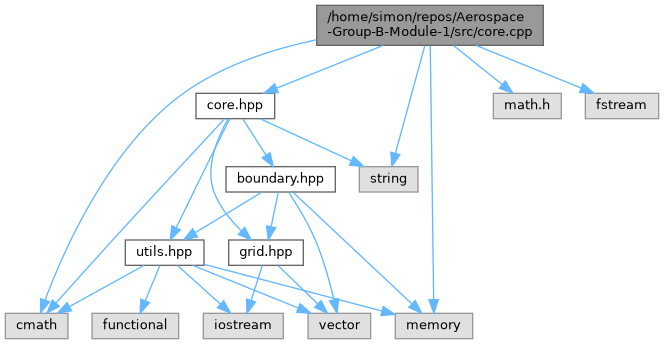 /home/simon/repos/Aerospace
-Group-B-Module-1/src/core.cpp
core.hpp
math.h
fstream
boundary.hpp
string
utils.hpp
grid.hpp
cmath
functional
iostream
vector
memory